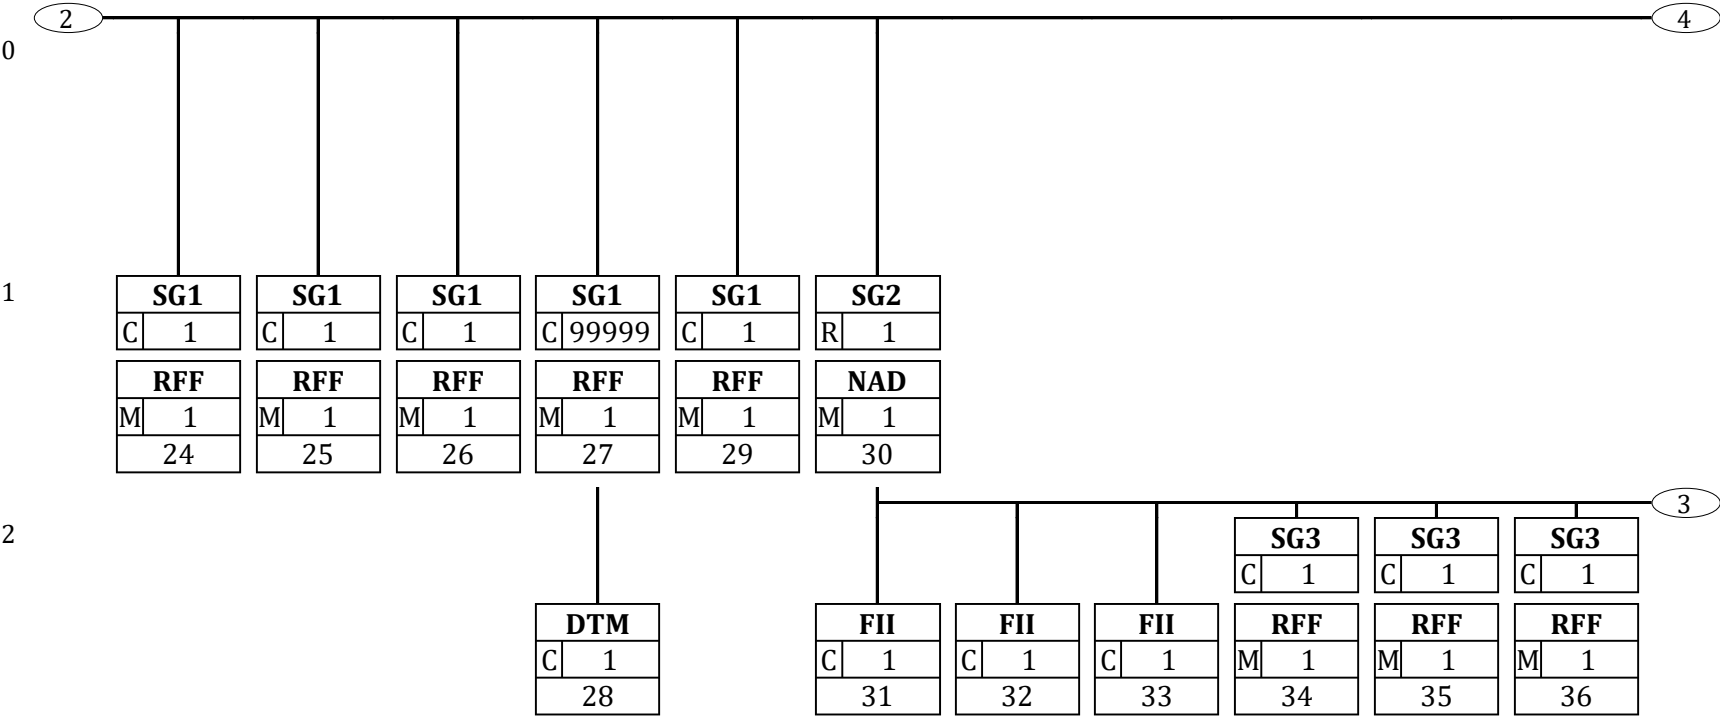 2 4
0
1
SG1 SG1 SG1 SG1 SG1 SG2
C 1 C 1 C 1 C 99999 C 1 R 1
RFF RFF RFF RFF RFF NAD
M 1 M 1 M 1 M 1 M 1 M 1
24 25 26 27 29 30
3
2
SG3 SG3 SG3
C 1 C 1 C 1
DTM FII FII FII RFF RFF RFF
C 1 C 1 C 1 C 1 M 1 M 1 M 1
28 31 32 33 34 35 36